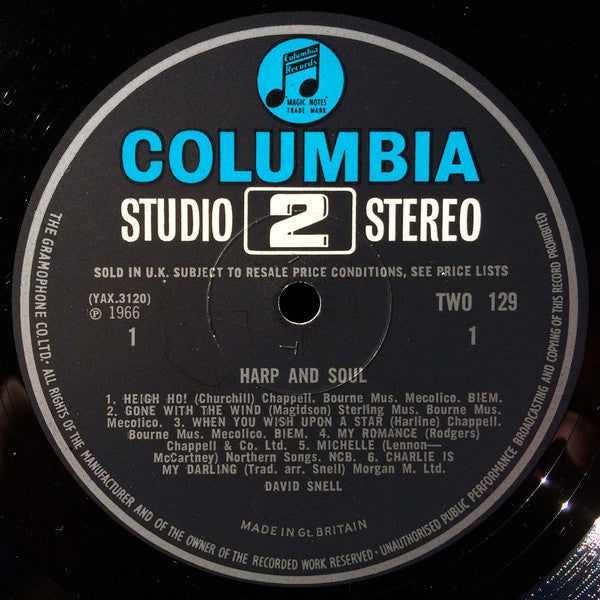 Columbia
Records
"MAGIC NOTES"
TRADE MARK
COLUMBIA
STUDIO 2 STEREO
SOLD IN U.K. SUBJECT TO RESALE PRICE CONDITIONS, SEE PRICE LISTS
(YAX.3120)
℗ 1966
1
TWO 129
1
HARP AND SOUL
1. HEIGH HO! (Churchill) Chappell. Bourne Mus. Mecolico. BIEM.
2. GONE WITH THE WIND (Magidson) Sterling Mus. Bourne Mus.
Mecolico. 3. WHEN YOU WISH UPON A STAR (Harline) Chappell.
Bourne Mus. Mecolico. BIEM. 4. MY ROMANCE (Rodgers)
Chappell & Co. Ltd. 5. MICHELLE (Lennon—
McCartney) Northern Songs. NCB. 6. CHARLIE IS
MY DARLING (Trad. arr. Snell) Morgan M. Ltd.
DAVID SNELL
MADE IN Gt. BRITAIN
THE GRAMOPHONE CO. LTD. · ALL RIGHTS OF THE MANUFACTURER AND OF THE OWNER OF THE RECORDED WORK RESERVED · UNAUTHORISED PUBLIC PERFORMANCE BROADCASTING AND COPYING OF THIS RECORD PROHIBITED